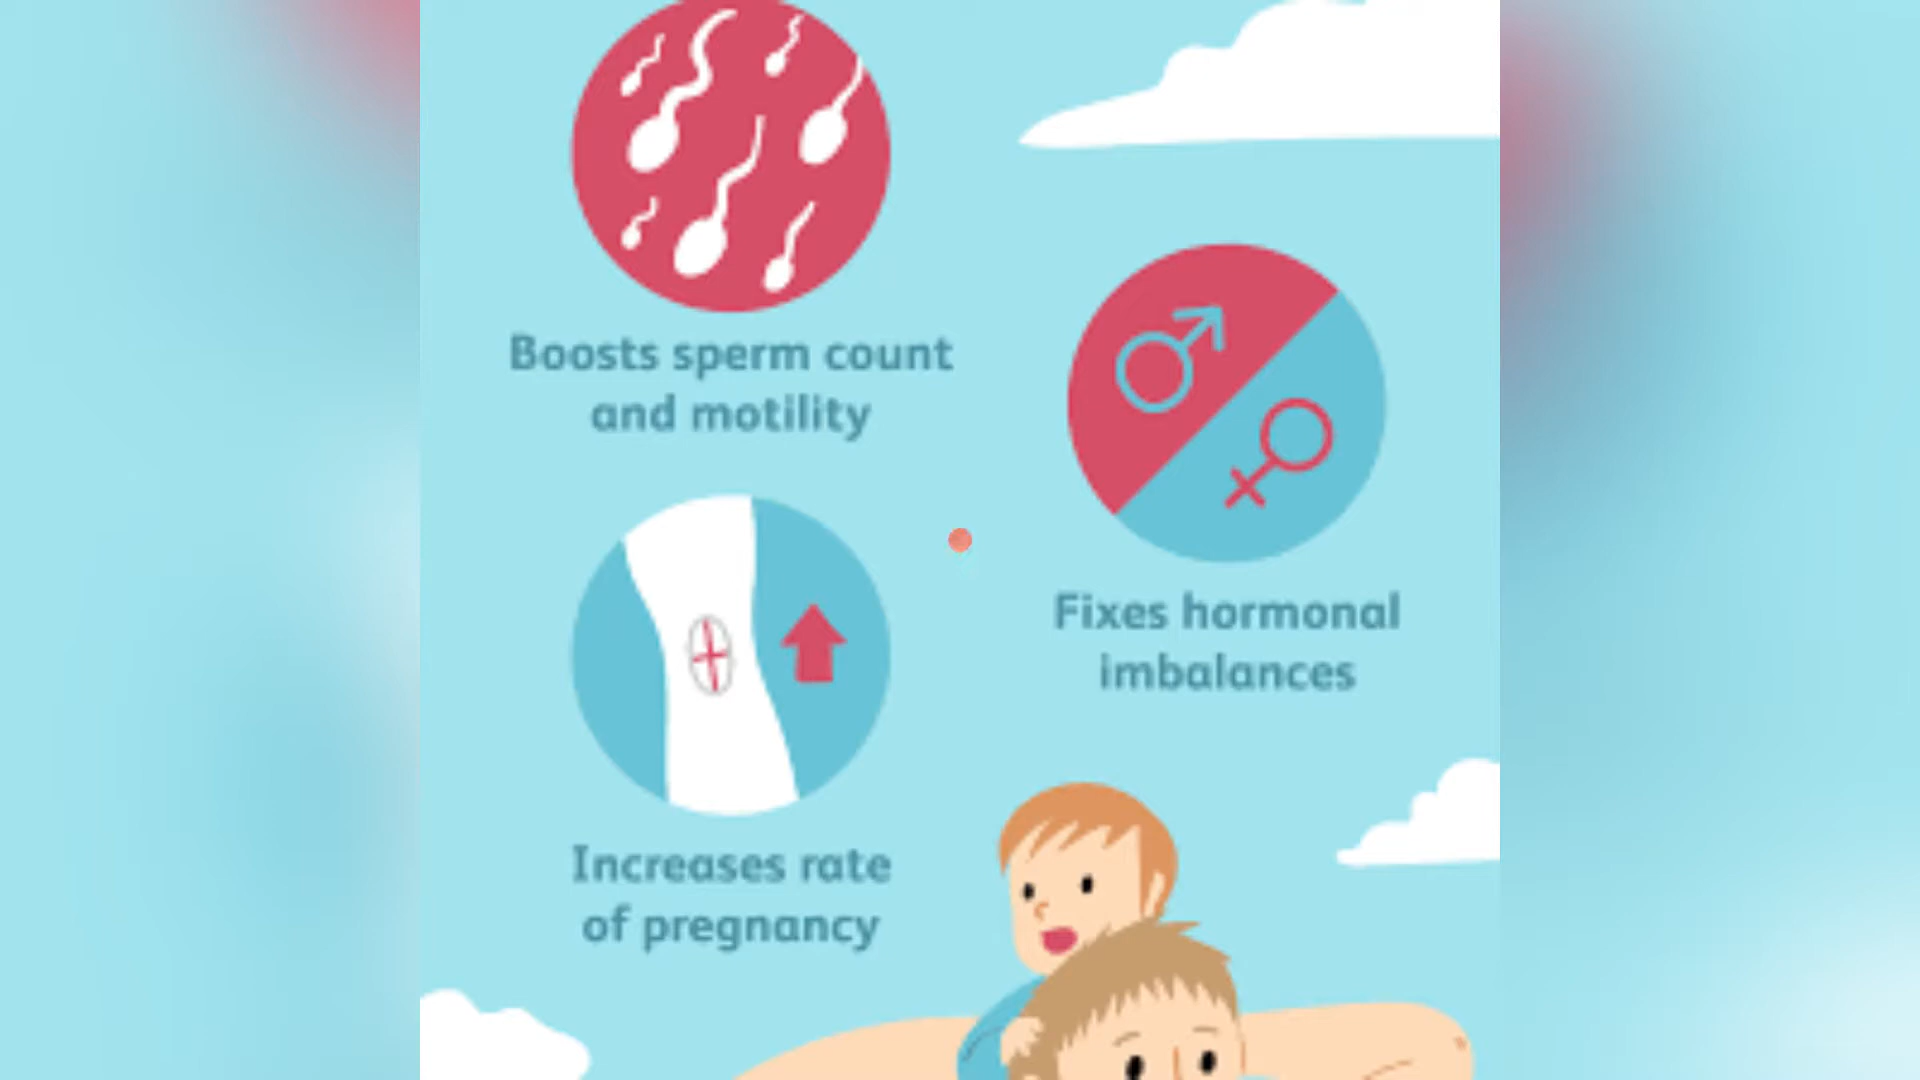 Boosts sperm count
and motility
Fixes hormonal
imbalances
Increases rate
of pregnancy